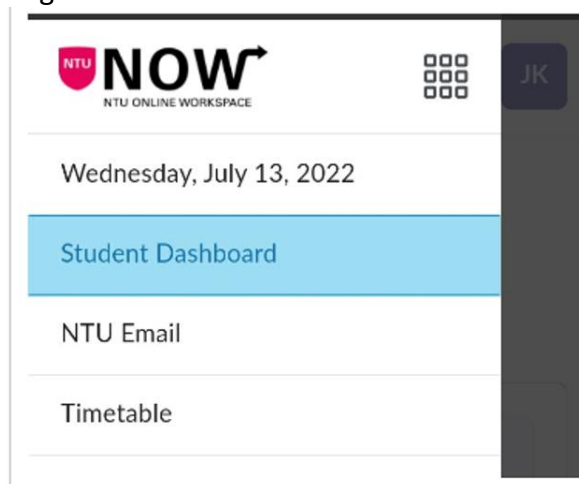 NTU NOW
NTU ONLINE WORKSPACE
JK
Wednesday, July 13, 2022
Student Dashboard
NTU Email
Timetable